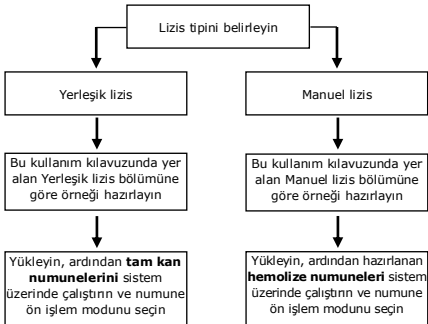 Lizis tipini belirleyin
Yerleşik lizis
Bu kullanım kılavuzunda yer
alan Yerleşik lizis bölümüne
göre örneği hazırlayın
Yükleyin, ardından tam kan
numunelerini sistem
üzerinde çalıştırın ve numune
ön işlem modunu seçin
Manuel lizis
Bu kullanım kılavuzunda yer
alan Manuel lizis bölümüne
göre örneği hazırlayın
Yükleyin, ardından hazırlanan
hemolize numuneleri sistem
üzerinde çalıştırın ve numune
ön işlem modunu seçin